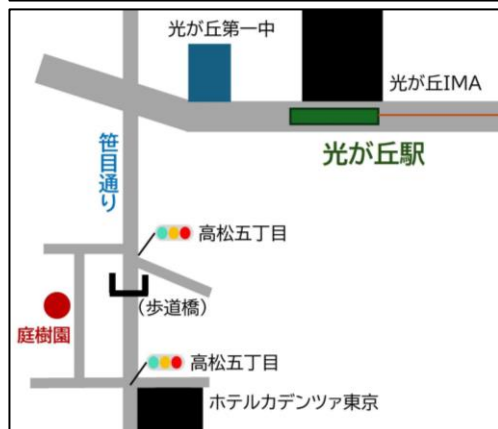 光が丘第一中
光が丘IMA
光が丘駅
笹目通り
高松五丁目
(歩道橋)
庭樹園
高松五丁目
ホテルカデンツァ東京